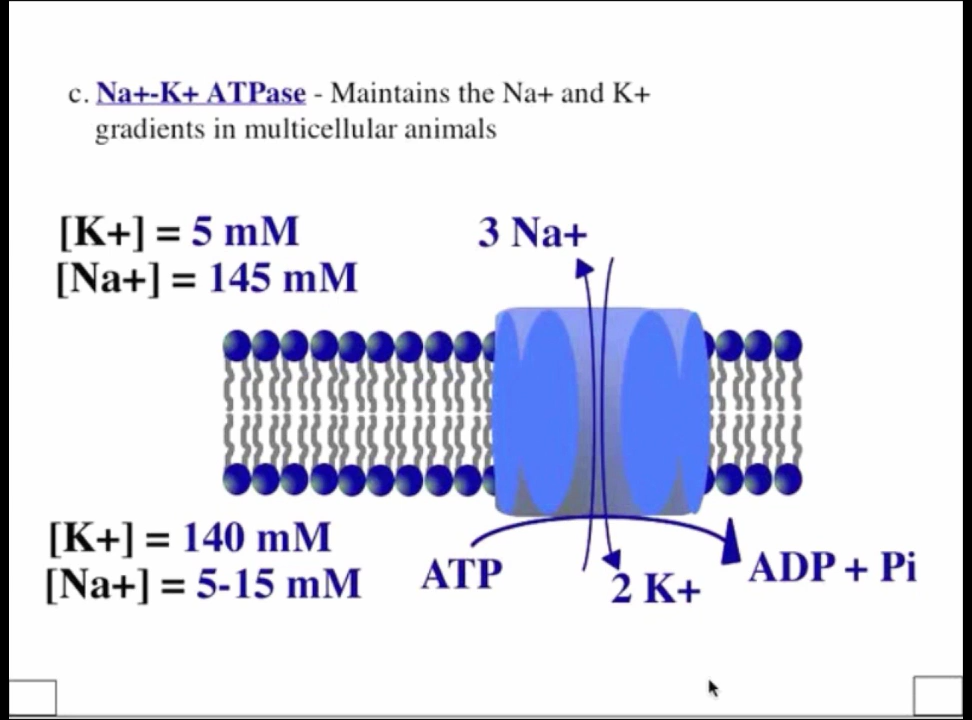 c. Na+-K+ ATPase - Maintains the Na+ and K+
gradients in multicellular animals
[K+] = 5 mM
[Na+] = 145 mM
3 Na+
[K+] = 140 mM
[Na+] = 5-15 mM
ATP
2 K+
ADP + Pi